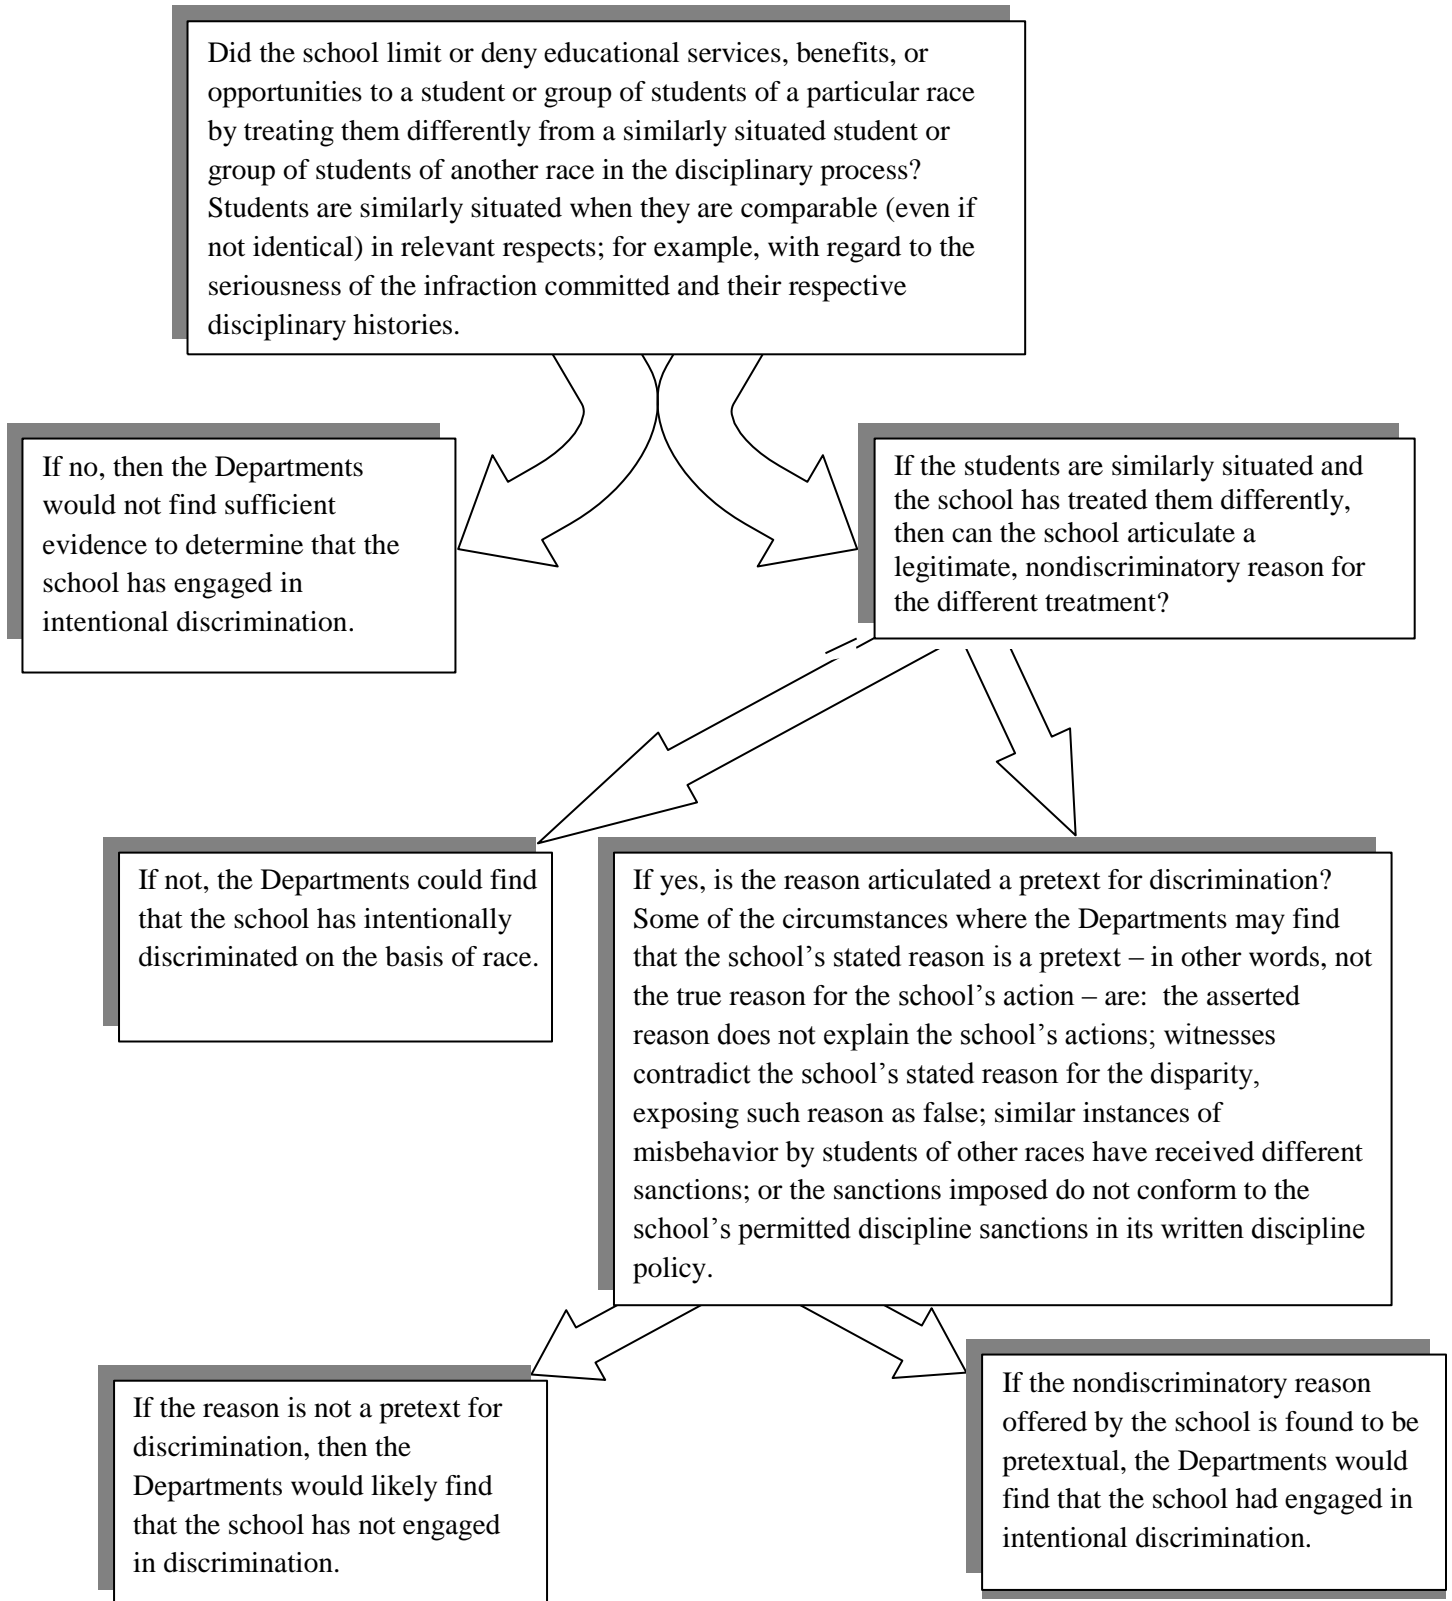 Did the school limit or deny educational services, benefits, or
opportunities to a student or group of students of a particular race
by treating them differently from a similarly situated student or
group of students of another race in the disciplinary process?
Students are similarly situated when they are comparable (even if
not identical) in relevant respects; for example, with regard to the
seriousness of the infraction committed and their respective
disciplinary histories.
If no, then the Departments
would not find sufficient
evidence to determine that the
school has engaged in
intentional discrimination.
If the students are similarly situated and
the school has treated them differently,
then can the school articulate a
legitimate, nondiscriminatory reason for
the different treatment?
If not, the Departments could find
that the school has intentionally
discriminated on the basis of race.
If yes, is the reason articulated a pretext for discrimination?
Some of the circumstances where the Departments may find
that the school’s stated reason is a pretext – in other words, not
the true reason for the school’s action – are:  the asserted
reason does not explain the school’s actions; witnesses
contradict the school’s stated reason for the disparity,
exposing such reason as false; similar instances of
misbehavior by students of other races have received different
sanctions; or the sanctions imposed do not conform to the
school’s permitted discipline sanctions in its written discipline
policy.
If the reason is not a pretext for
discrimination, then the
Departments would likely find
that the school has not engaged
in discrimination.
If the nondiscriminatory reason
offered by the school is found to be
pretextual, the Departments would
find that the school had engaged in
intentional discrimination.